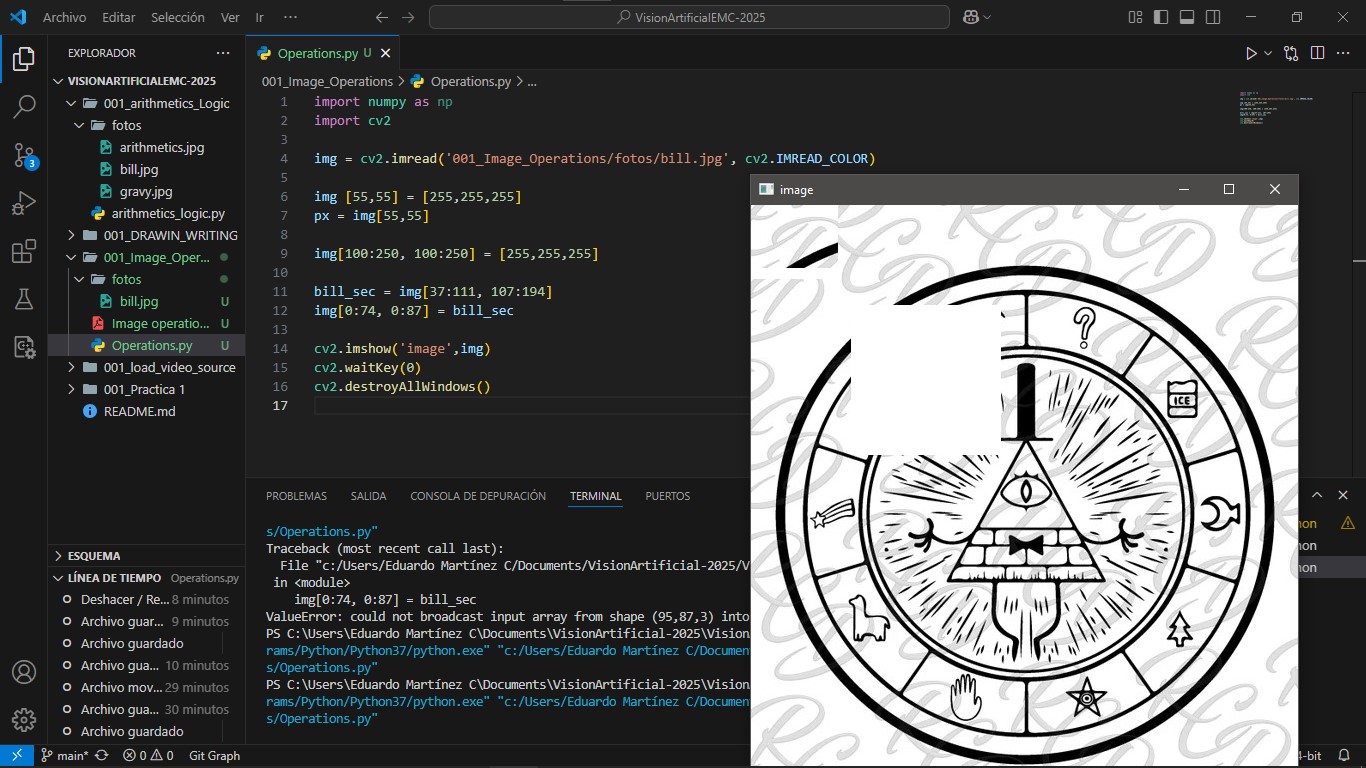 Archivo Editar Selección Ver Ir ··· VisionArtificialEMC-2025
EXPLORADOR ···
VISIONARTIFICIALEMC-2025
001_arithmetics_Logic
fotos
arithmetics.jpg
bill.jpg
gravy.jpg
arithmetics_logic.py
001_DRAWIN_WRITING
001_Image_Oper...
fotos
bill.jpg U
Image operatio... U
Operations.py U
001_load_video_source
001_Practica 1
README.md
3
ESQUEMA
LÍNEA DE TIEMPO Operations.py
Deshacer / Re... 8 minutos
Archivo guar... 9 minutos
Archivo guardado
Archivo gua... 10 minutos
Archivo mov... 29 minutos
Archivo gua... 30 minutos
Archivo guardado
Operations.py U
001_Image_Operations > Operations.py > ...
1 import numpy as np
2 import cv2
3
4 img = cv2.imread('001_Image_Operations/fotos/bill.jpg', cv2.IMREAD_COLOR)
5
6 img [55,55] = [255,255,255]
7 px = img[55,55]
8
9 img[100:250, 100:250] = [255,255,255]
10
11 bill_sec = img[37:111, 107:194]
12 img[0:74, 0:87] = bill_sec
13
14 cv2.imshow('image',img)
15 cv2.waitKey(0)
16 cv2.destroyAllWindows()
17
image
?
ICE
RCD
PROBLEMAS SALIDA CONSOLA DE DEPURACIÓN TERMINAL PUERTOS
s/Operations.py"
Traceback (most recent call last):
File "c:/Users/Eduardo Martínez C/Documents/VisionArtificial-2025/V
in <module>
img[0:74, 0:87] = bill_sec
ValueError: could not broadcast input array from shape (95,87,3) into
PS C:\Users\Eduardo Martínez C\Documents\VisionArtificial-2025\Vision
rams/Python/Python37/python.exe" "c:/Users/Eduardo Martínez C/Documen
s/Operations.py"
PS C:\Users\Eduardo Martínez C\Documents\VisionArtificial-2025\Vision
rams/Python/Python37/python.exe" "c:/Users/Eduardo Martínez C/Documen
s/Operations.py"
hon
hon
hon
main* 0 0 Git Graph
4-bit